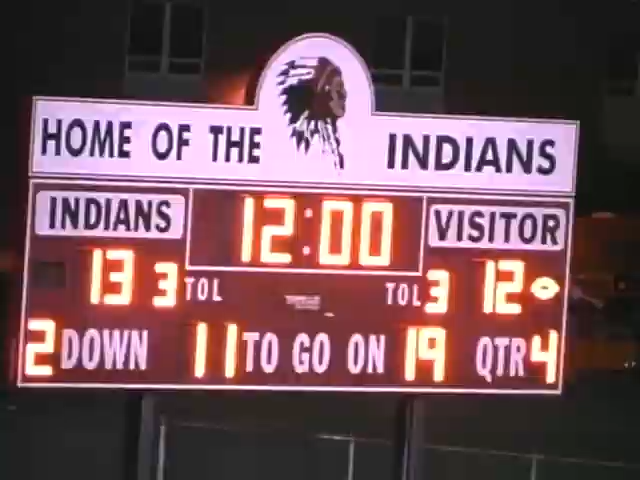 HOME OF THE INDIANS
INDIANS 12:00 VISITOR
13 3 TOL TOL 3 12
2 DOWN 11 TO GO ON 19 QTR 4